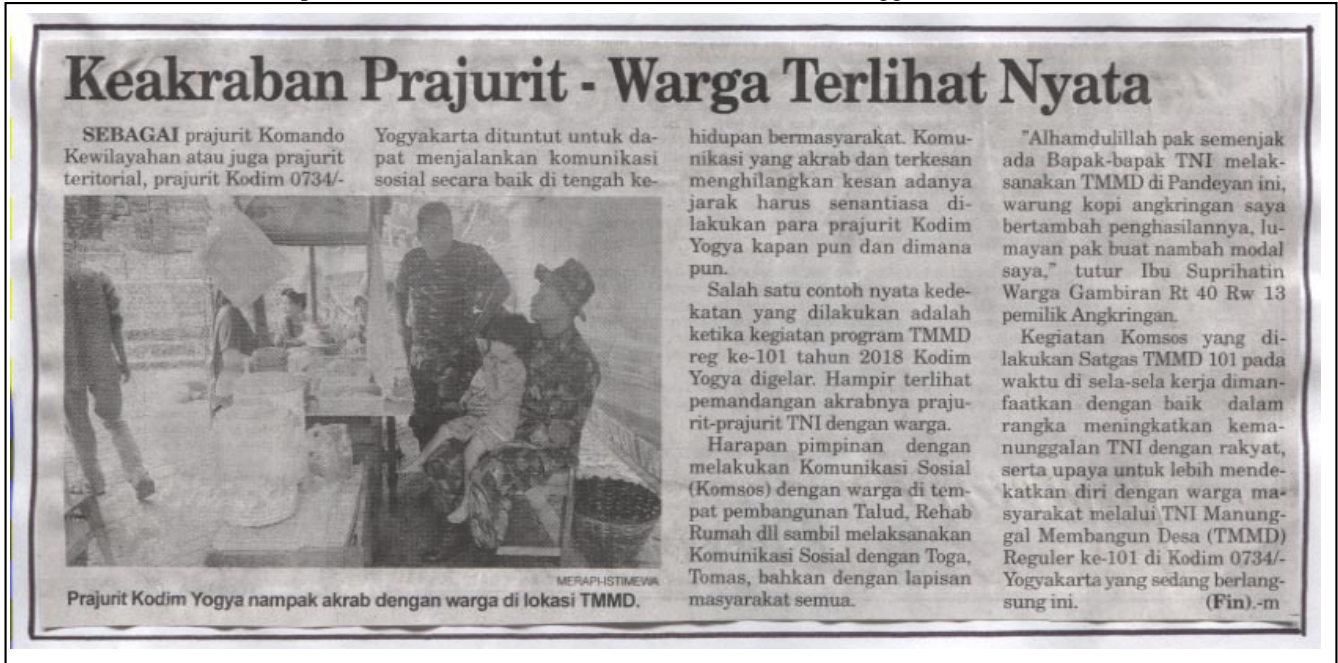 Keakraban Prajurit - Warga Terlihat Nyata
SEBAGAI prajurit Komando
Kewilayahan atau juga prajurit
teritorial, prajurit Kodim 0734/-
Yogyakarta dituntut untuk da-
pat menjalankan komunikasi
sosial secara baik di tengah ke-
hidupan bermasyarakat. Komu-
nikasi yang akrab dan terkesan
menghilangkan kesan adanya
jarak harus senantiasa di-
lakukan para prajurit Kodim
Yogya kapan pun dan dimana
pun.
Salah satu contoh nyata kede-
katan yang dilakukan adalah
ketika kegiatan program TMMD
reg ke-101 tahun 2018 Kodim
Yogya digelar. Hampir terlihat
pemandangan akrabnya praju-
rit-prajurit TNI dengan warga.
Harapan pimpinan dengan
melakukan Komunikasi Sosial
(Komsos) dengan warga di tem-
pat pembangunan Talud, Rehab
Rumah dll sambil melaksanakan
Komunikasi Sosial dengan Toga,
Tomas, bahkan dengan lapisan
masyarakat semua.
"Alhamdulillah pak semenjak
ada Bapak-bapak TNI melak-
sanakan TMMD di Pandeyan ini,
warung kopi angkringan saya
bertambah penghasilannya, lu-
mayan pak buat nambah modal
saya," tutur Ibu Suprihatin
Warga Gambiran Rt 40 Rw 13
pemilik Angkringan.
Kegiatan Komsos yang di-
lakukan Satgas TMMD 101 pada
waktu di sela-sela kerja diman-
faatkan dengan baik dalam
rangka meningkatkan kema-
nunggalan TNI dengan rakyat,
serta upaya untuk lebih mende-
katkan diri dengan warga ma-
syarakat melalui TNI Manung-
gal Membangun Desa (TMMD)
Reguler ke-101 di Kodim 0734/-
Yogyakarta yang sedang berlang-
sung ini. (Fin).-m
MERAPI-ISTIMEWA
Prajurit Kodim Yogya nampak akrab dengan warga di lokasi TMMD.